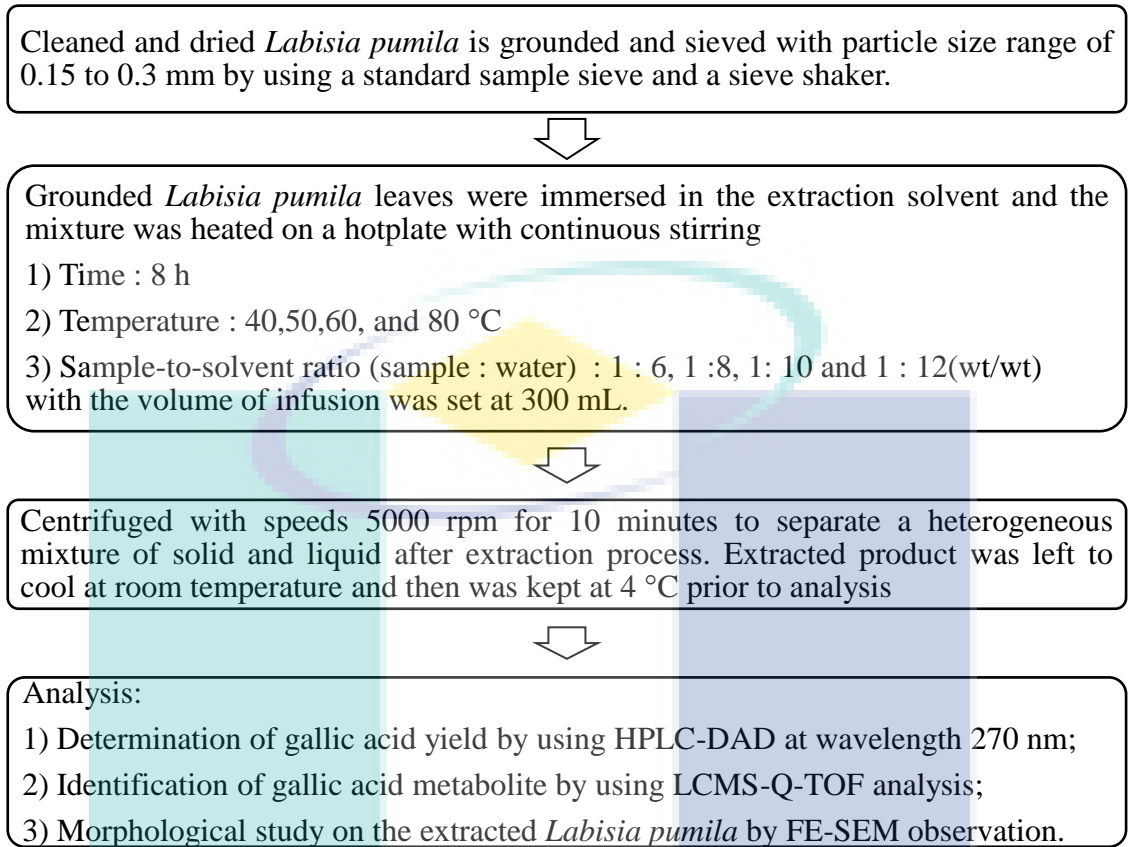 Cleaned and dried Labisia pumila is grounded and sieved with particle size range of
0.15 to 0.3 mm by using a standard sample sieve and a sieve shaker.
Grounded Labisia pumila leaves were immersed in the extraction solvent and the
mixture was heated on a hotplate with continuous stirring
1) Time : 8 h
2) Temperature : 40,50,60, and 80 °C
3) Sample-to-solvent ratio (sample : water) : 1 : 6, 1 :8, 1: 10 and 1 : 12(wt/wt)
with the volume of infusion was set at 300 mL.
Centrifuged with speeds 5000 rpm for 10 minutes to separate a heterogeneous
mixture of solid and liquid after extraction process. Extracted product was left to
cool at room temperature and then was kept at 4 °C prior to analysis
Analysis:
1) Determination of gallic acid yield by using HPLC-DAD at wavelength 270 nm;
2) Identification of gallic acid metabolite by using LCMS-Q-TOF analysis;
3) Morphological study on the extracted Labisia pumila by FE-SEM observation.